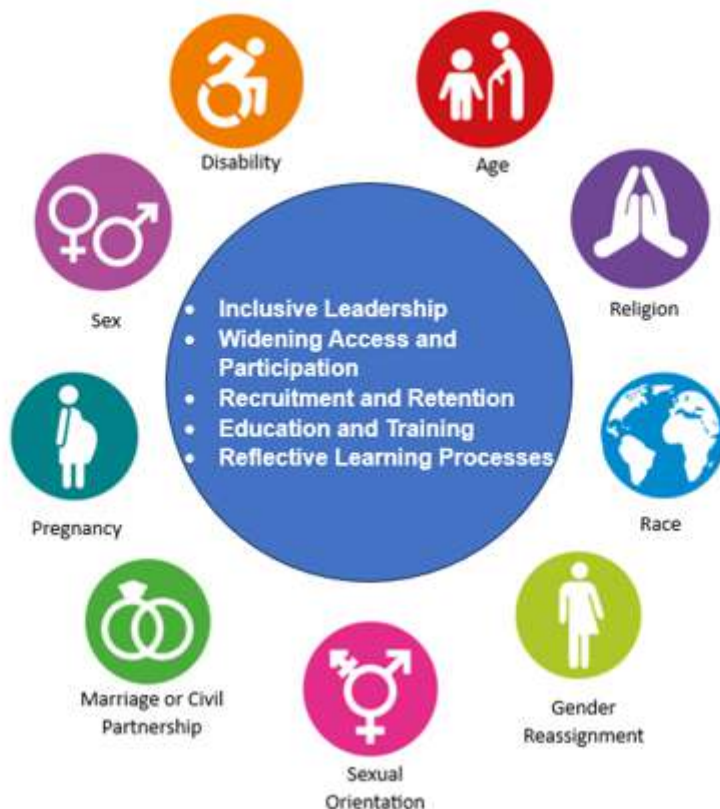 Disability
Age
Sex
Religion
• Inclusive Leadership
• Widening Access and
Participation
• Recruitment and Retention
• Education and Training
• Reflective Learning Processes
Pregnancy
Race
Marriage or Civil
Partnership
Gender
Reassignment
Sexual
Orientation